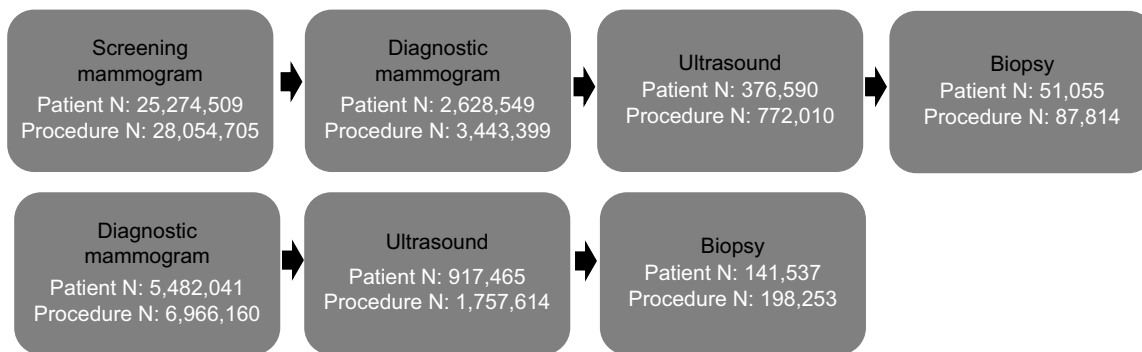 Screening
mammogram
Patient N: 25,274,509
Procedure N: 28,054,705
Diagnostic
mammogram
Patient N: 2,628,549
Procedure N: 3,443,399
Ultrasound
Patient N: 376,590
Procedure N: 772,010
Biopsy
Patient N: 51,055
Procedure N: 87,814
Diagnostic
mammogram
Patient N: 5,482,041
Procedure N: 6,966,160
Ultrasound
Patient N: 917,465
Procedure N: 1,757,614
Biopsy
Patient N: 141,537
Procedure N: 198,253